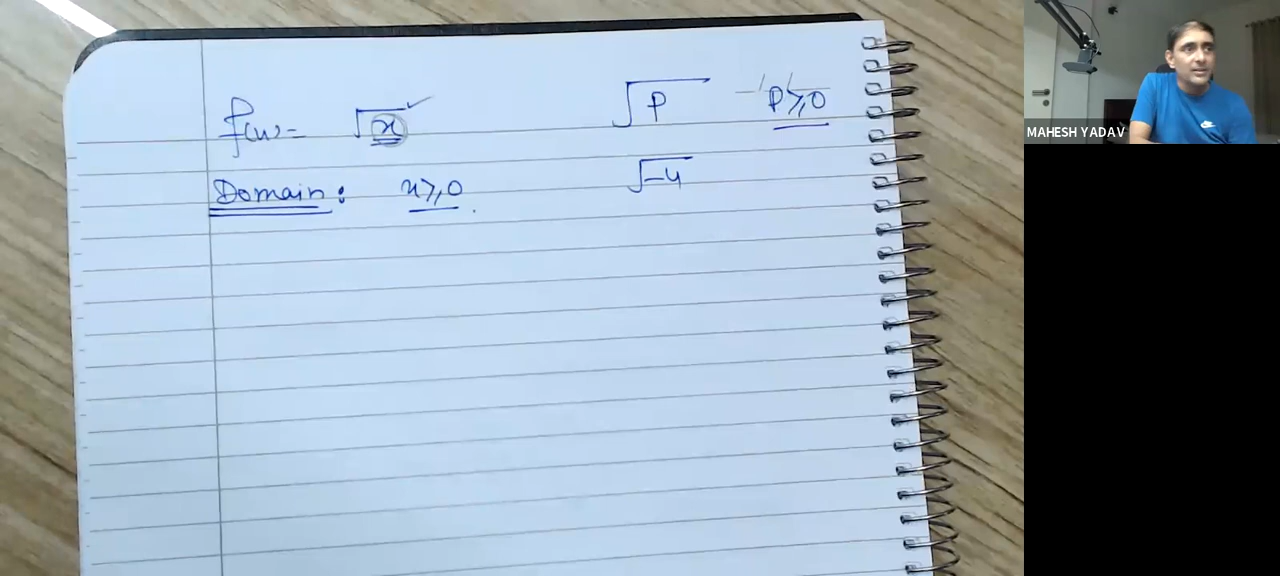 f(x) = √x ✓
√p p ≥ 0
Domain: x ≥ 0
√-4
MAHESH YADAV